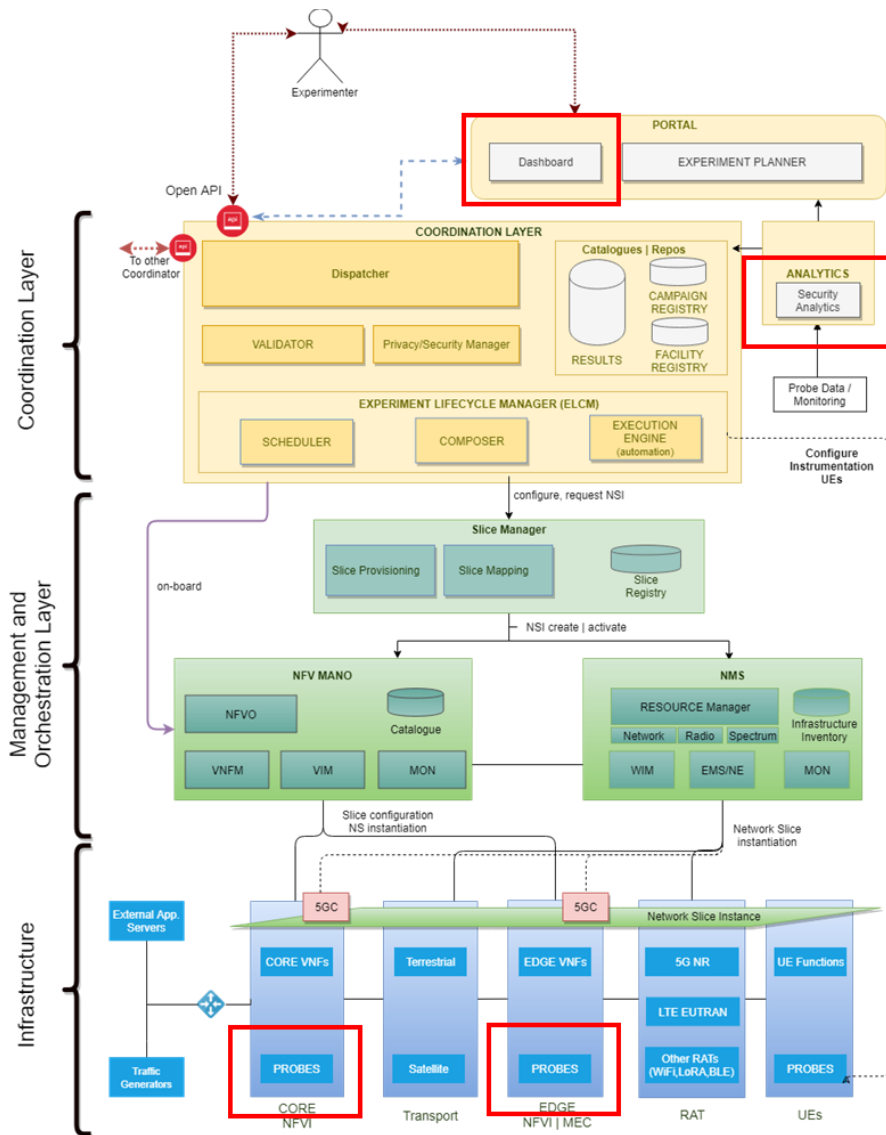 Experimenter
PORTAL
Dashboard
EXPERIMENT PLANNER
Open API
api
COORDINATION LAYER
api
To other
Coordinator
Dispatcher
Catalogues | Repos
CAMPAIGN
REGISTRY
RESULTS
FACILITY
REGISTRY
ANALYTICS
Security
Analytics
VALIDATOR
Privacy/Security Manager
Probe Data /
Monitoring
EXPERIMENT LIFECYCLE MANAGER (ELCM)
SCHEDULER
COMPOSER
EXECUTION
ENGINE
(automation)
Configure
Instrumentation
UEs
Coordination Layer
configure, request NSI
Slice Manager
Slice Provisioning
Slice Mapping
Slice
Registry
on-board
NSI create | activate
Management and
Orchestration Layer
NFV MANO
NFVO
Catalogue
VNFM
VIM
MON
NMS
RESOURCE Manager
Network
Radio
Spectrum
Infrastructure
Inventory
WIM
EMS/NE
MON
Slice configuration
NS instantiation
Network Slice
instantiation
Infrastructure
5GC
5GC
Network Slice Instance
External App.
Servers
Traffic
Generators
CORE VNFs
PROBES
CORE
NFVI
Terrestrial
Satellite
Transport
EDGE VNFs
PROBES
EDGE
NFVI | MEC
5G NR
LTE EUTRAN
Other RATs
(WiFi,LoRA,BLE)
RAT
UE Functions
PROBES
UEs